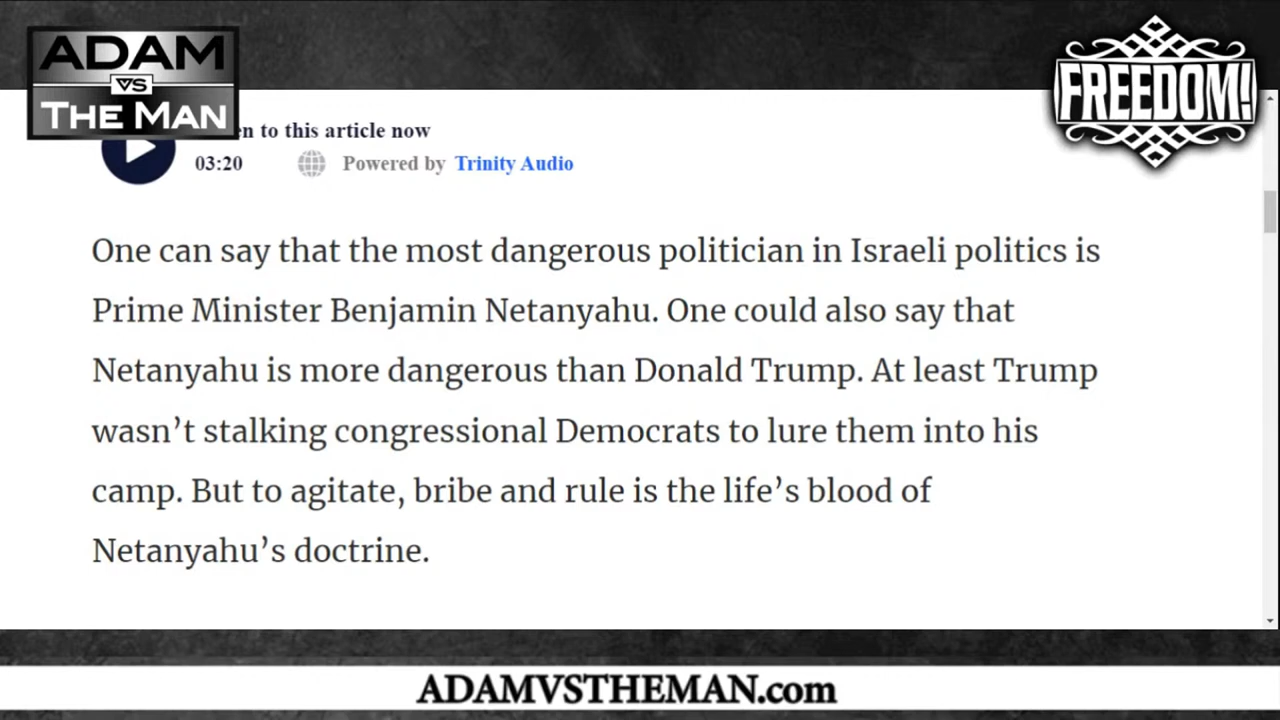 ADAM
VS
THE MAN
FREEDOM!
en to this article now
03:20
Powered by Trinity Audio
One can say that the most dangerous politician in Israeli politics is
Prime Minister Benjamin Netanyahu. One could also say that
Netanyahu is more dangerous than Donald Trump. At least Trump
wasn’t stalking congressional Democrats to lure them into his
camp. But to agitate, bribe and rule is the life’s blood of
Netanyahu’s doctrine.
ADAMVSTHEMAN.com